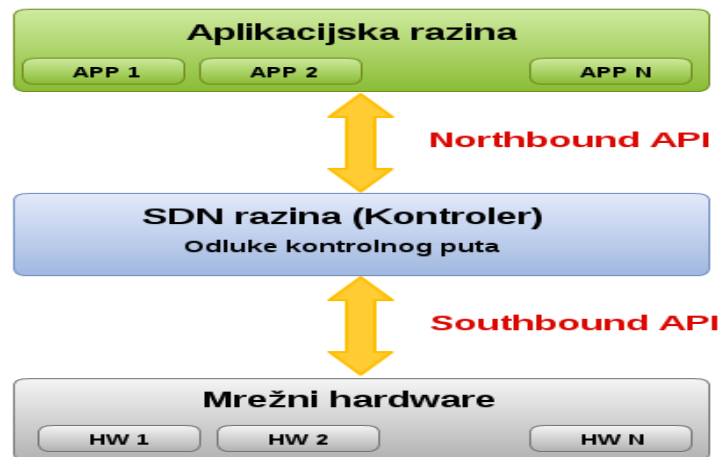 Aplikacijska razina
APP 1 APP 2 APP N
Northbound API
SDN razina (Kontroler)
Odluke kontrolnog puta
Southbound API
Mrežni hardware
HW 1 HW 2 HW N